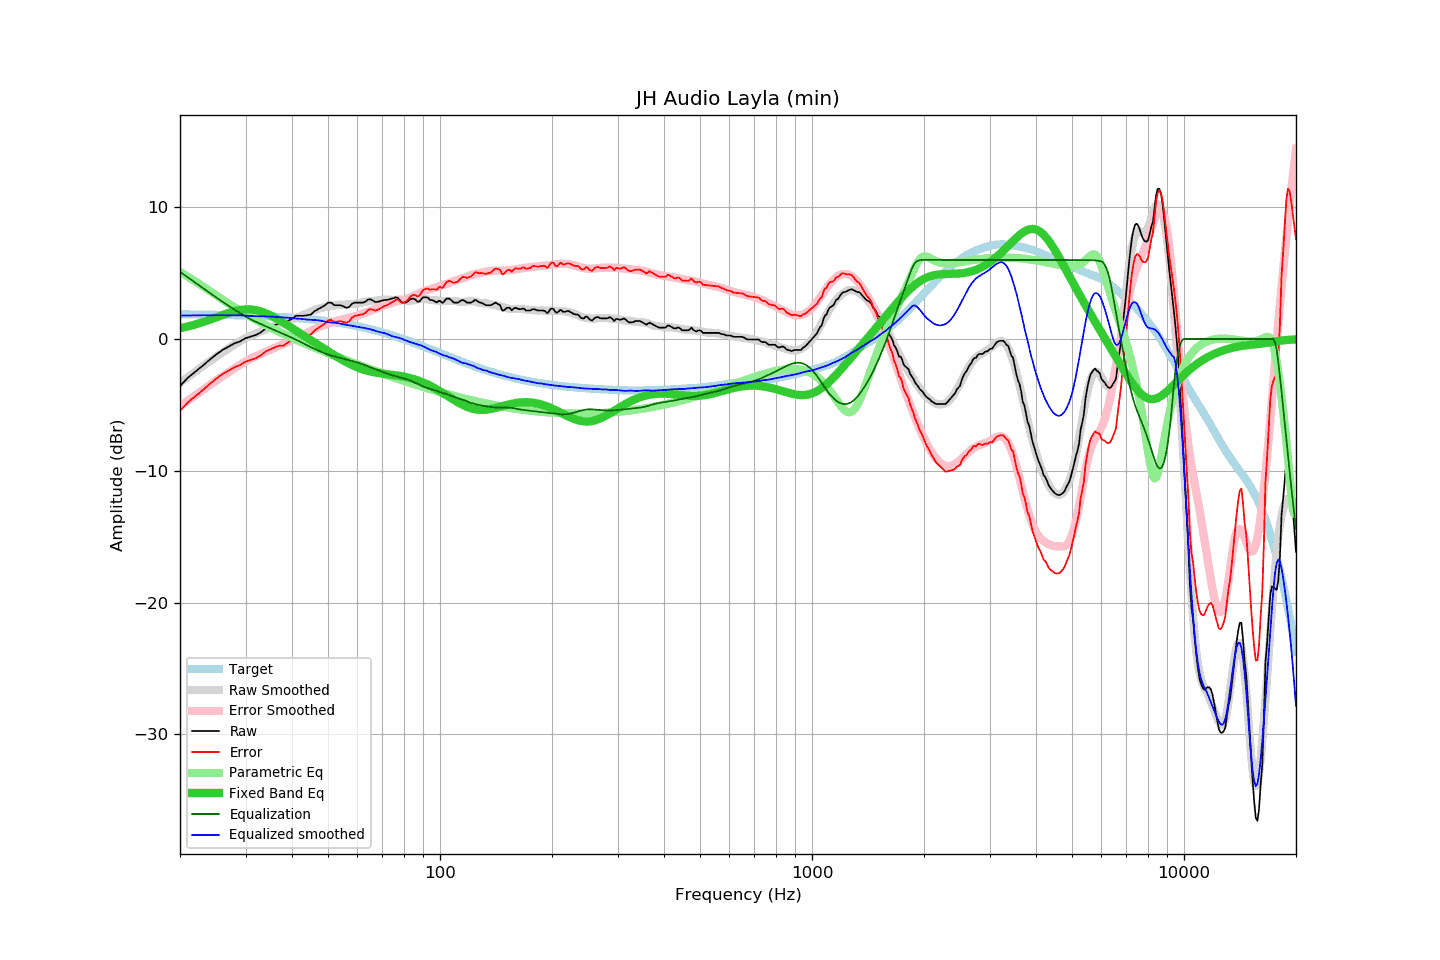 JH Audio Layla (min)
Amplitude (dBr)
10
0
−10
−20
−30
Target
Raw Smoothed
Error Smoothed
Raw
Error
Parametric Eq
Fixed Band Eq
Equalization
Equalized smoothed
100
1000
10000
Frequency (Hz)